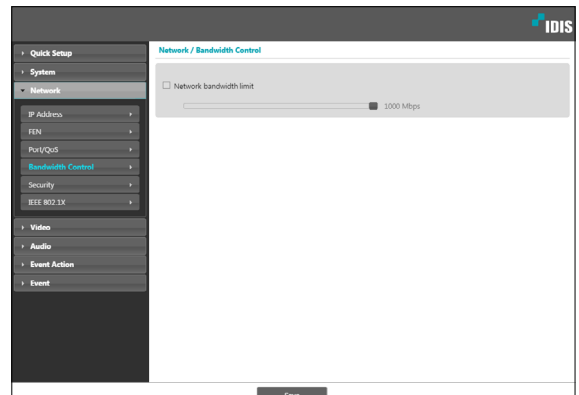 IDIS
Quick Setup
System
Network
IP Address
FEN
Port/QoS
Bandwidth Control
Security
IEEE 802.1X
Video
Audio
Event Action
Event
Network / Bandwidth Control
Network bandwidth limit
1000 Mbps
Save